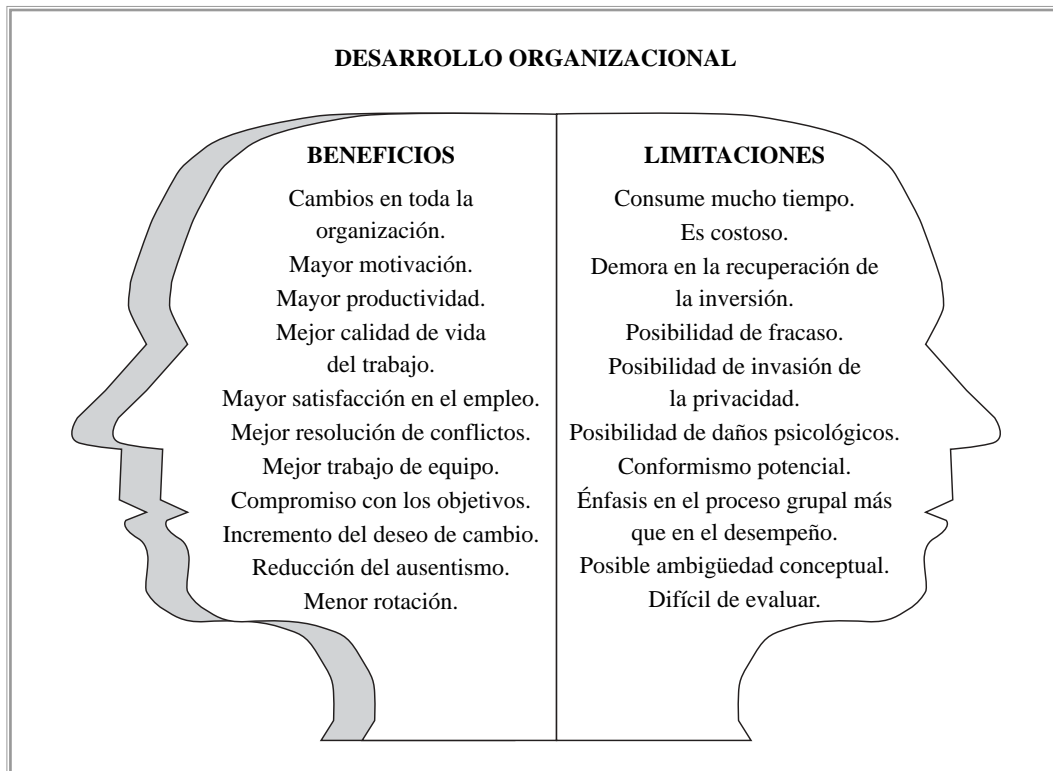 DESARROLLO ORGANIZACIONAL
BENEFICIOS
Cambios en toda la
organización.
Mayor motivación.
Mayor productividad.
Mejor calidad de vida
del trabajo.
Mayor satisfacción en el empleo.
Mejor resolución de conflictos.
Mejor trabajo de equipo.
Compromiso con los objetivos.
Incremento del deseo de cambio.
Reducción del ausentismo.
Menor rotación.
LIMITACIONES
Consume mucho tiempo.
Es costoso.
Demora en la recuperación de
la inversión.
Posibilidad de fracaso.
Posibilidad de invasión de
la privacidad.
Posibilidad de daños psicológicos.
Conformismo potencial.
Énfasis en el proceso grupal más
que en el desempeño.
Posible ambigüedad conceptual.
Difícil de evaluar.